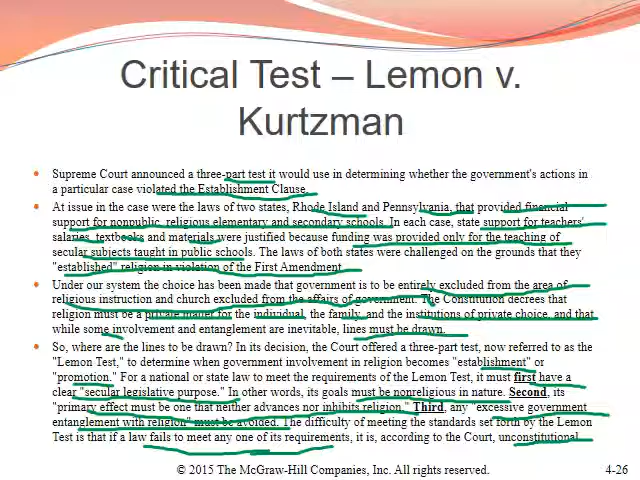 Critical Test – Lemon v.
Kurtzman
Supreme Court announced a three-part test it would use in determining whether the government's actions in
a particular case violated the Establishment Clause.
At issue in the case were the laws of two states, Rhode Island and Pennsylvania, that provided financial
support for nonpublic, religious elementary and secondary schools. In each case, state support for teachers'
salaries, textbooks and materials were justified because funding was provided only for the teaching of
secular subjects taught in public schools. The laws of both states were challenged on the grounds that they
"established" religion in violation of the First Amendment.
Under our system the choice has been made that government is to be entirely excluded from the area of
religious instruction and church excluded from the affairs of government. The Constitution decrees that
religion must be a private matter for the individual, the family, and the institutions of private choice, and that
while some involvement and entanglement are inevitable, lines must be drawn.
So, where are the lines to be drawn? In its decision, the Court offered a three-part test, now referred to as the
"Lemon Test," to determine when government involvement in religion becomes "establishment" or
"promotion." For a national or state law to meet the requirements of the Lemon Test, it must first have a
clear "secular legislative purpose." In other words, its goals must be nonreligious in nature. Second, its
"primary effect must be one that neither advances nor inhibits religion." Third, any "excessive government
entanglement with religion" must be avoided. The difficulty of meeting the standards set forth by the Lemon
Test is that if a law fails to meet any one of its requirements, it is, according to the Court, unconstitutional.
© 2015 The McGraw-Hill Companies, Inc. All rights reserved.
4-26